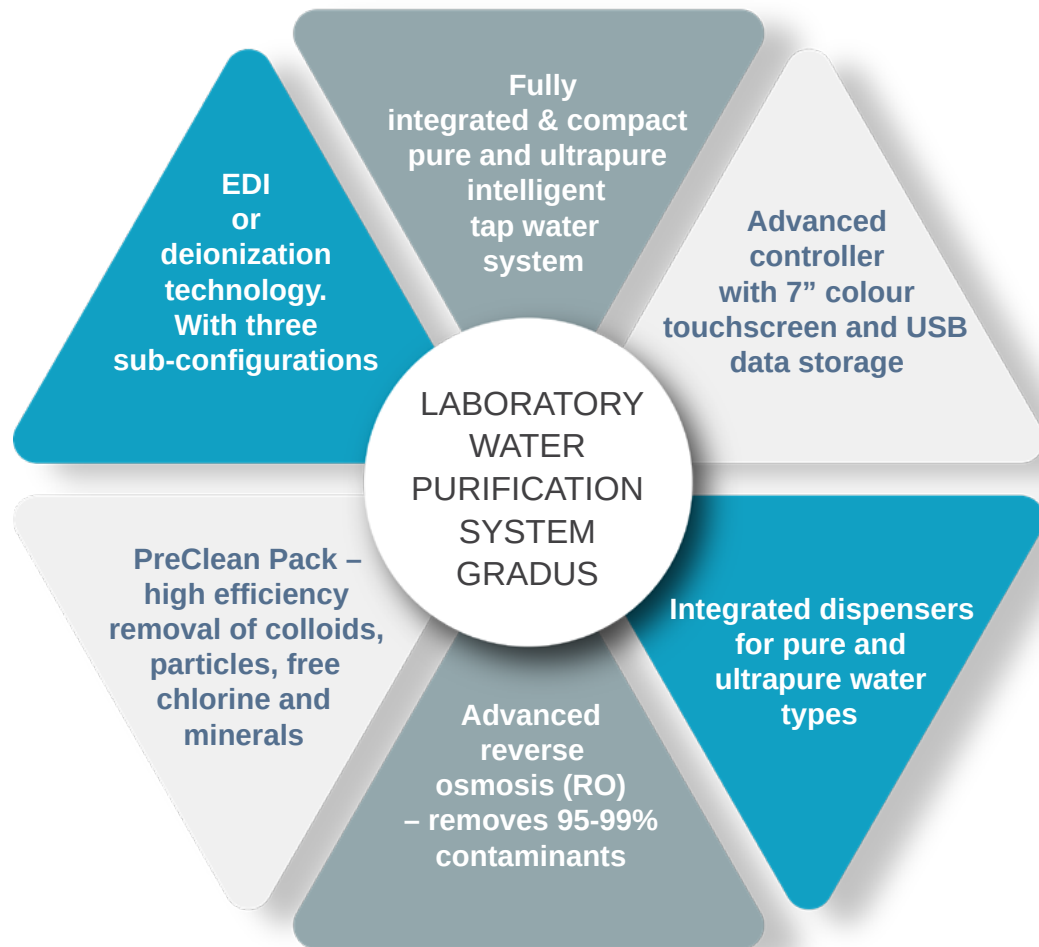 Fully
integrated & compact
pure and ultrapure
intelligent
tap water
system
Advanced
controller
with 7” colour
touchscreen and USB
data storage
Integrated dispensers
for pure and
ultrapure water
types
Advanced
reverse
osmosis (RO)
– removes 95-99%
contaminants
PreClean Pack –
high efficiency
removal of colloids,
particles, free
chlorine and
minerals
EDI
or
deionization
technology.
With three
sub-configurations
LABORATORY
WATER
PURIFICATION
SYSTEM
GRADUS